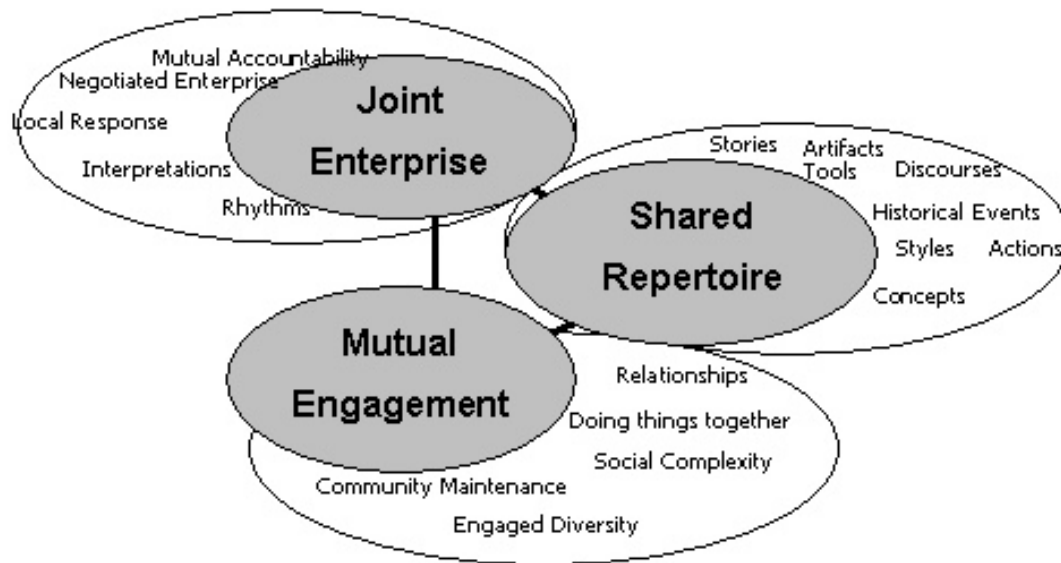 Mutual Accountability
Negotiated Enterprise
Local Response
Interpretations
Rhythms
Joint
Enterprise
Stories
Artifacts
Tools
Discourses
Historical Events
Styles
Actions
Concepts
Shared
Repertoire
Mutual
Engagement
Relationships
Doing things together
Social Complexity
Community Maintenance
Engaged Diversity